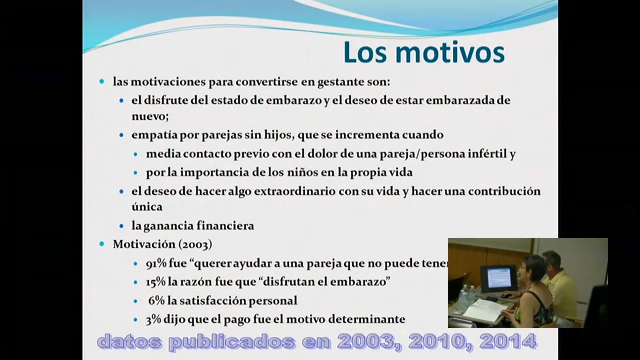 Los motivos
las motivaciones para convertirse en gestante son:
el disfrute del estado de embarazo y el deseo de estar embarazada de
nuevo;
empatía por parejas sin hijos, que se incrementa cuando
media contacto previo con el dolor de una pareja/persona infértil y
por la importancia de los niños en la propia vida
el deseo de hacer algo extraordinario con su vida y hacer una contribución
única
la ganancia financiera
Motivación (2003)
91% fue “querer ayudar a una pareja que no puede tener
15% la razón fue que “disfrutan el embarazo”
6% la satisfacción personal
3% dijo que el pago fue el motivo determinante
datos publicados en 2003, 2010, 2014